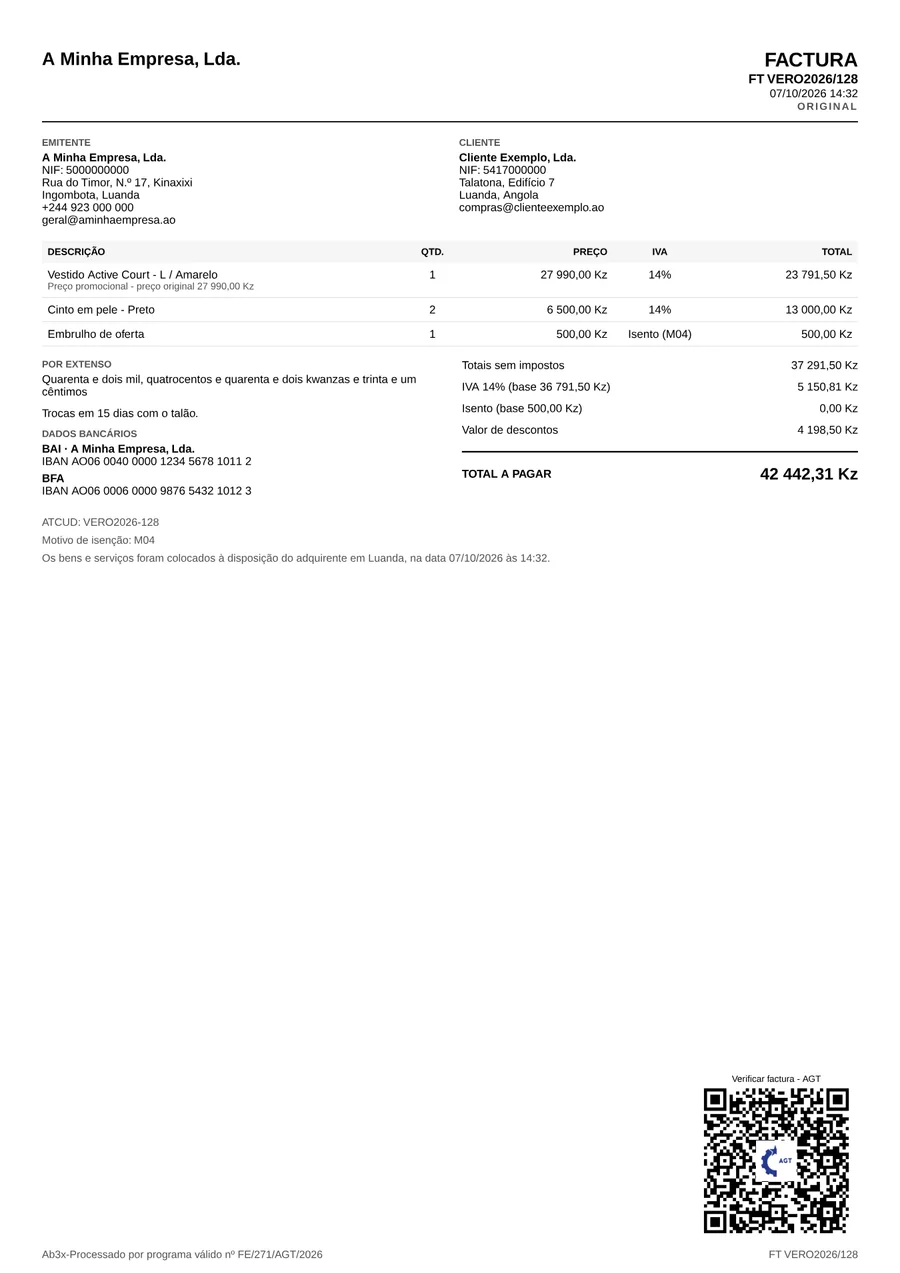 A Minha Empresa, Lda.
FACTURA
FT VERO2026/128
07/10/2026 14:32
ORIGINAL
EMITENTE
A Minha Empresa, Lda.
NIF: 5000000000
Rua do Timor, N.º 17, Kinaxixi
Ingombota, Luanda
+244 923 000 000
geral@aminhaempresa.ao
CLIENTE
Cliente Exemplo, Lda.
NIF: 5417000000
Talatona, Edifício 7
Luanda, Angola
compras@clienteexemplo.ao
DESCRIÇÃO QTD. PREÇO IVA TOTAL
Vestido Active Court - L / Amarelo 1 27 990,00 Kz 14% 23 791,50 Kz
Preço promocional - preço original 27 990,00 Kz
Cinto em pele - Preto 2 6 500,00 Kz 14% 13 000,00 Kz
Embrulho de oferta 1 500,00 Kz Isento (M04) 500,00 Kz
POR EXTENSO
Quarenta e dois mil, quatrocentos e quarenta e dois kwanzas e trinta e um
cêntimos
Trocas em 15 dias com o talão.
DADOS BANCÁRIOS
BAI · A Minha Empresa, Lda.
IBAN AO06 0040 0000 1234 5678 1011 2
BFA
IBAN AO06 0006 0000 9876 5432 1012 3
Totais sem impostos 37 291,50 Kz
IVA 14% (base 36 791,50 Kz) 5 150,81 Kz
Isento (base 500,00 Kz) 0,00 Kz
Valor de descontos 4 198,50 Kz
TOTAL A PAGAR 42 442,31 Kz
ATCUD: VERO2026-128
Motivo de isenção: M04
Os bens e serviços foram colocados à disposição do adquirente em Luanda, na data 07/10/2026 às 14:32.
Verificar factura - AGT
AGT
Ab3x-Processado por programa válido nº FE/271/AGT/2026 FT VERO2026/128